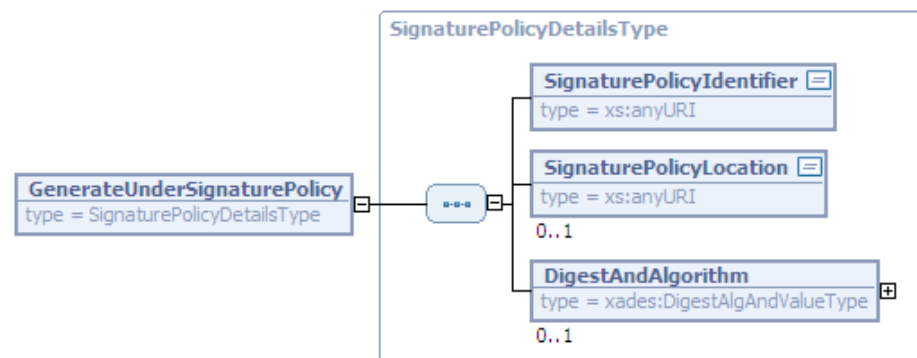 SignaturePolicyDetailsType
SignaturePolicyIdentifier
type = xs:anyURI
SignaturePolicyLocation
type = xs:anyURI
0..1
GenerateUnderSignaturePolicy
type = SignaturePolicyDetailsType
DigestAndAlgorithm
type = xades:DigestAlgAndValueType
0..1